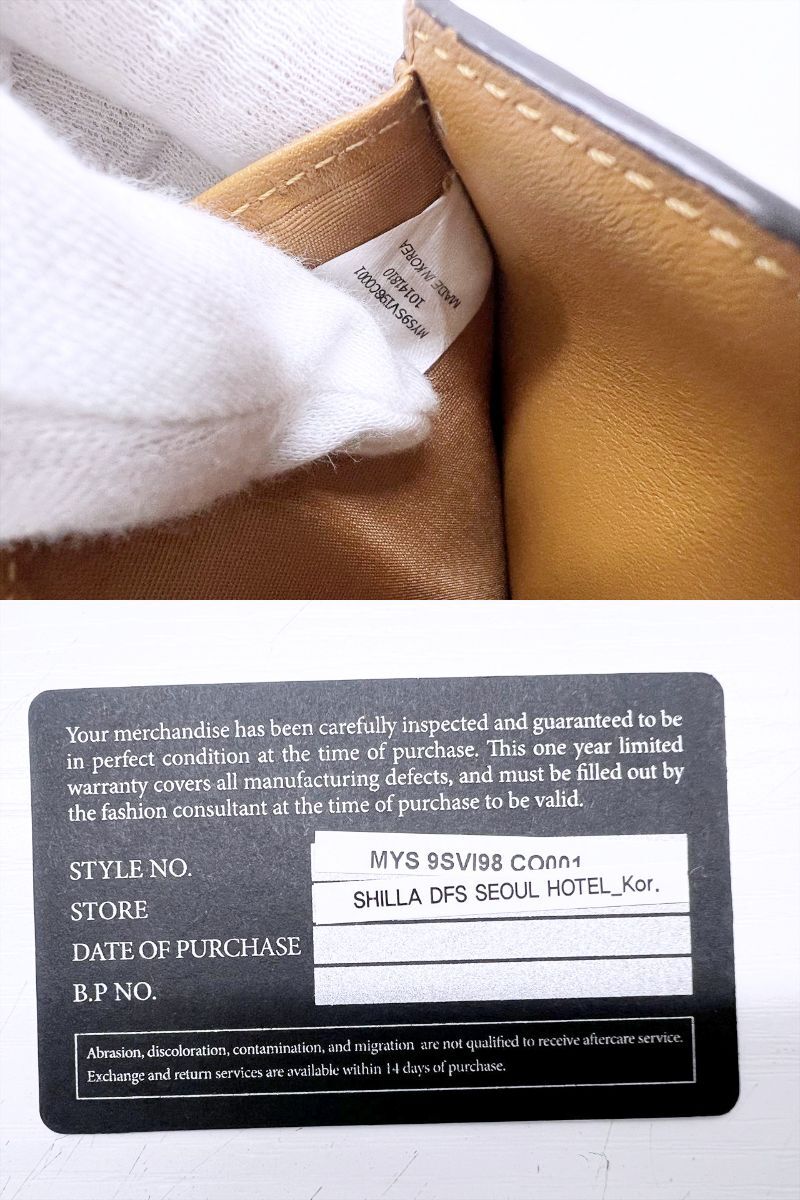 MYS9SVI98CO001
10141810
MADE IN KOREA
Your merchandise has been carefully inspected and guaranteed to be
in perfect condition at the time of purchase. This one year limited
warranty covers all manufacturing defects, and must be filled out by
the fashion consultant at the time of purchase to be valid.
STYLE NO. MYS 9SVI98 CO001
STORE SHILLA DFS SEOUL HOTEL_Kor.
DATE OF PURCHASE
B.P NO.
Abrasion, discoloration, contamination, and migration are not qualified to receive aftercare service.
Exchange and return services are available within 14 days of purchase.